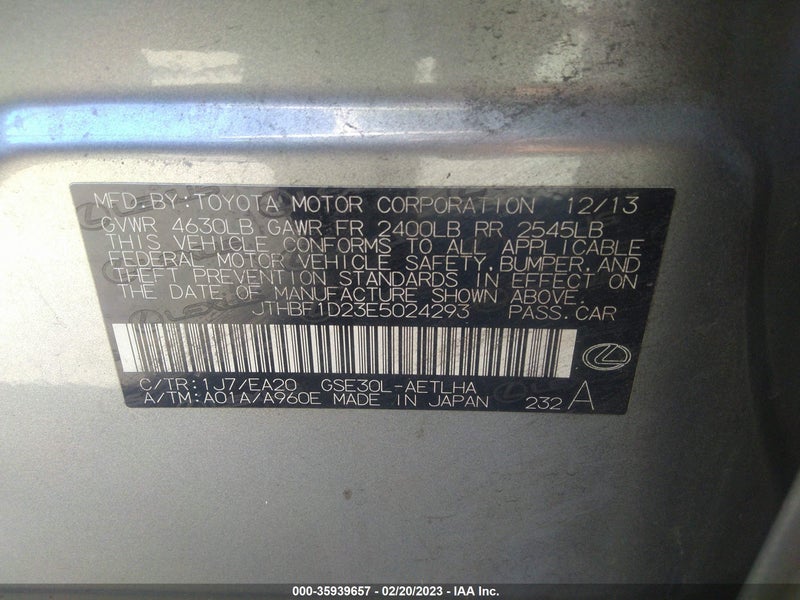 MFD.BY:TOYOTA MOTOR CORPORATION 12/13
GVWR 4630LB GAWR FR 2400LB RR 2545LB
THIS VEHICLE CONFORMS TO ALL APPLICABLE
FEDERAL MOTOR VEHICLE SAFETY,BUMPER,AND
THEFT PREVENTION STANDARDS IN EFFECT ON
THE DATE OF MANUFACTURE SHOWN ABOVE.
JTHBF1D23E5024293 PASS.CAR
C/TR:1J7/EA20 GSE30L-AETLHA
A/TM:A01A/A960E MADE IN JAPAN 232 A
000-35939657 - 02/20/2023 - IAA Inc.